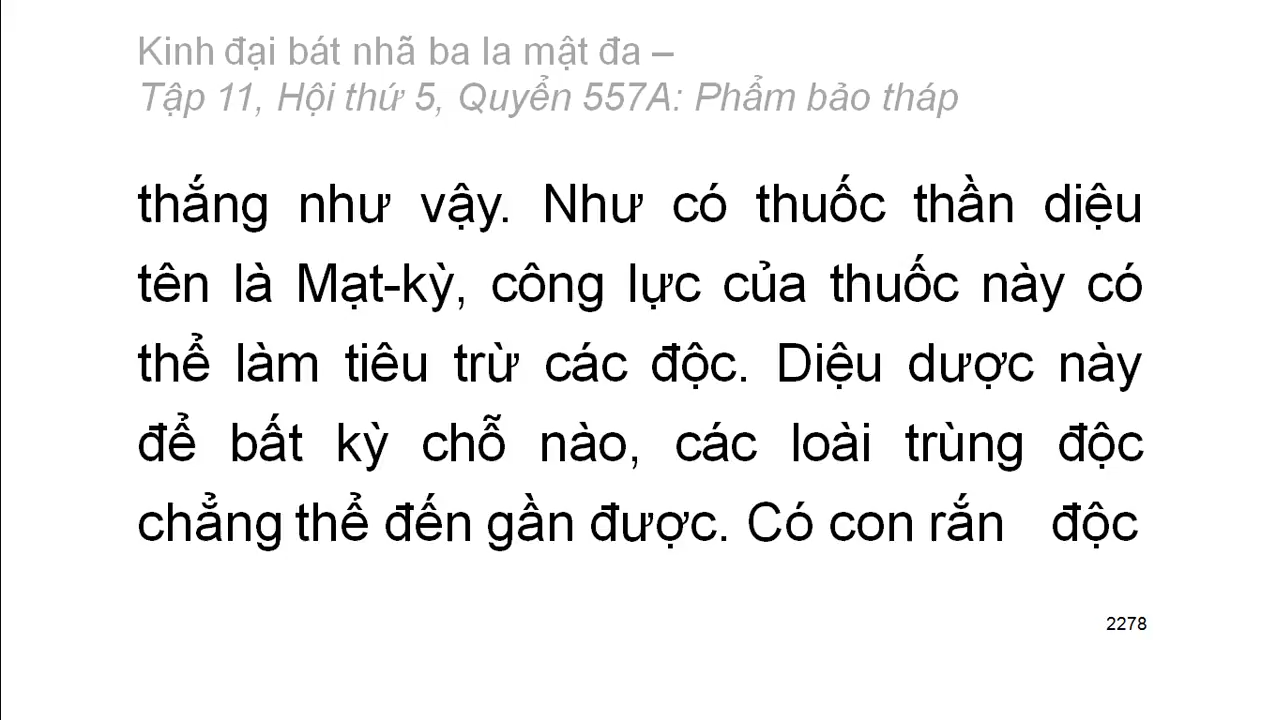 Kinh đại bát nhã ba la mật đa –
Tập 11, Hội thứ 5, Quyển 557A: Phẩm bảo tháp
thắng như vậy. Như có thuốc thần diệu
tên là Mạt-kỳ, công lực của thuốc này có
thể làm tiêu trừ các độc. Diệu dược này
để bất kỳ chỗ nào, các loài trùng độc
chẳng thể đến gần được. Có con rắn độc
2278